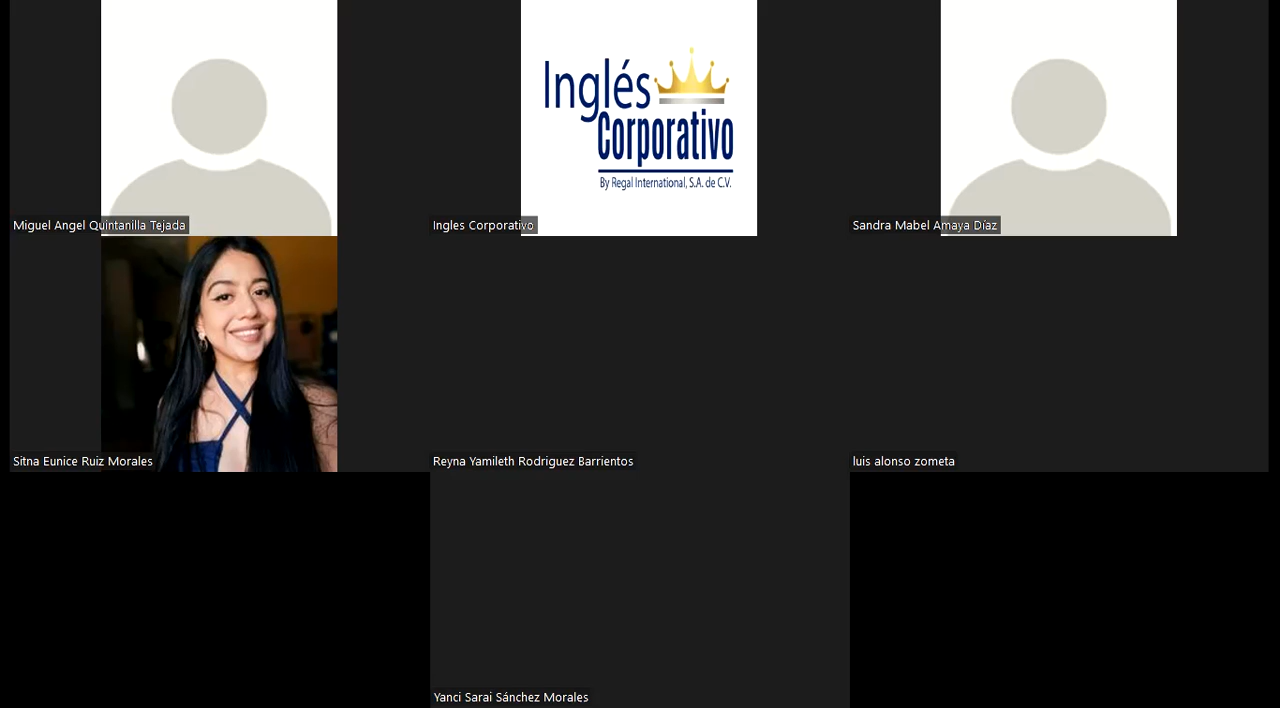 Inglés
Corporativo
By Regal International, S.A. de C.V.
Miguel Angel Quintanilla Tejada
Ingles Corporativo
Sandra Mabel Amaya Díaz
Sitna Eunice Ruiz Morales
Reyna Yamileth Rodriguez Barrientos
luis alonso zometa
Yanci Sarai Sánchez Morales